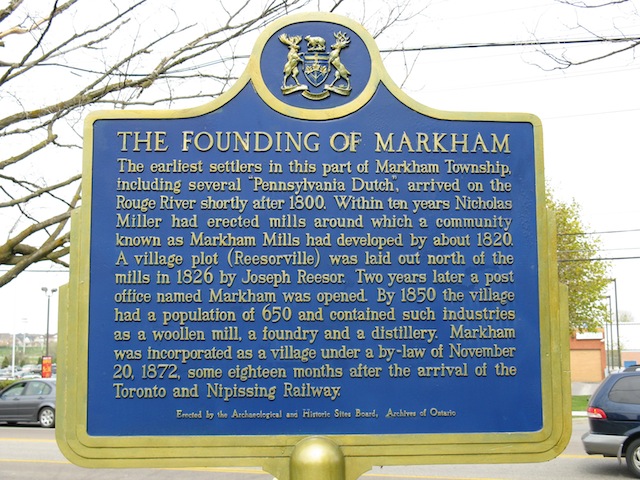 THE FOUNDING OF MARKHAM
The earliest settlers in this part of Markham Township,
including several "Pennsylvania Dutch", arrived on the
Rouge River shortly after 1800. Within ten years Nicholas
Miller had erected mills around which a community
known as Markham Mills had developed by about 1820.
A village plot (Reesorville) was laid out north of the
mills in 1826 by Joseph Reesor. Two years later a post
office named Markham was opened. By 1850 the village
had a population of 650 and contained such industries
as a woollen mill, a foundry and a distillery. Markham
was incorporated as a village under a by-law of November
20, 1872, some eighteen months after the arrival of the
Toronto and Nipissing Railway.
Erected by the Archaeological and Historic Sites Board, Archives of Ontario